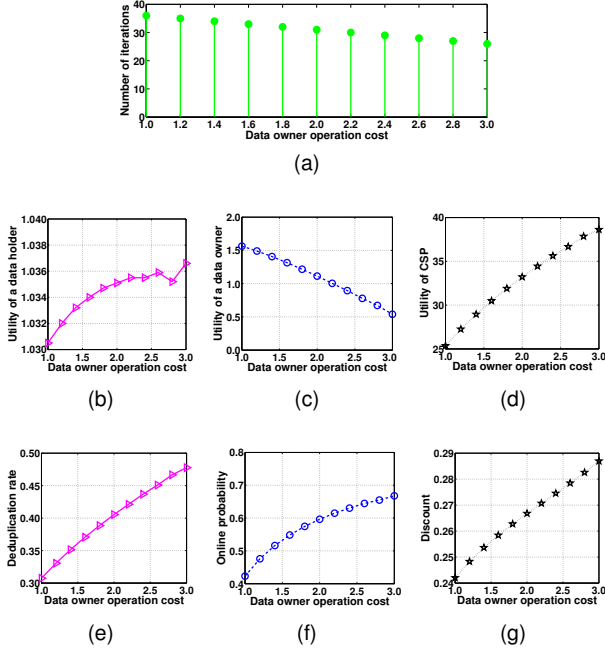 Number of iterations
40
30
20
10
0
1.0 1.2 1.4 1.6 1.8 2.0 2.2 2.4 2.6 2.8 3.0
Data owner operation cost
(a)
Utility of a data holder
1.040
1.038
1.036
1.034
1.032
1.030
1.0 1.5 2.0 2.5 3.0
Data owner operation cost
(b)
Utility of a data owner
2.0
1.5
1.0
0.5
0.0
1.0 1.5 2.0 2.5 3.0
Data owner operation cost
(c)
Utility of CSP
40
35
30
25
1.0 1.5 2.0 2.5 3.0
Data owner operation cost
(d)
Deduplication rate
0.50
0.45
0.40
0.35
0.30
1.0 1.5 2.0 2.5 3.0
Data owner operation cost
(e)
Online probability
0.8
0.7
0.6
0.5
0.4
1.0 1.5 2.0 2.5 3.0
Data owner operation cost
(f)
Discount
0.29
0.28
0.27
0.26
0.25
0.24
1.0 1.5 2.0 2.5 3.0
Data owner operation cost
(g)